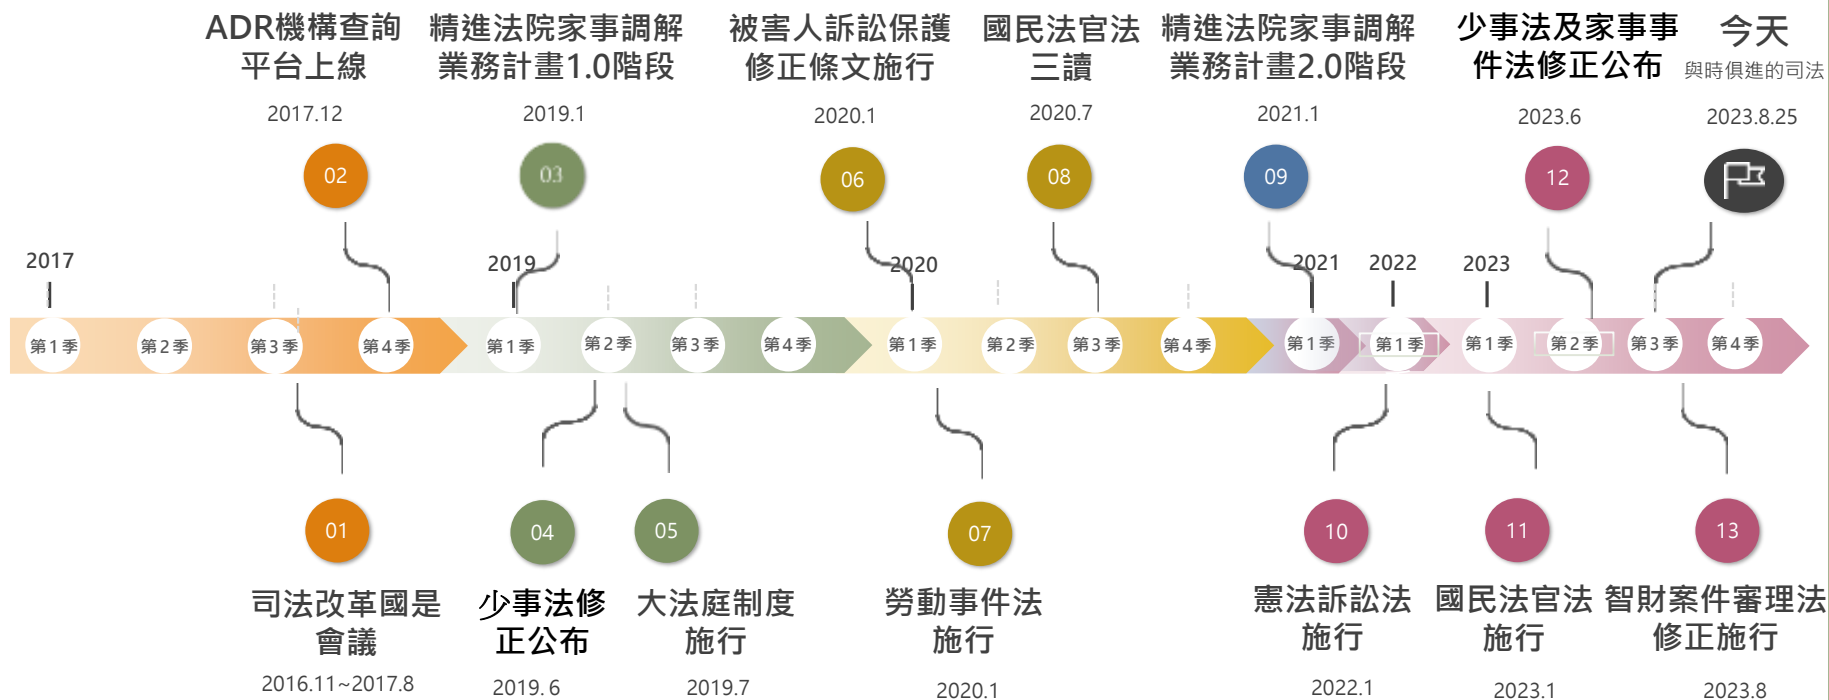 ADR機構查詢
平台上線
2017.12
02
精進法院家事調解
業務計畫1.0階段
2019.1
03
被害人訴訟保護
修正條文施行
2020.1
06
國民法官法
三讀
2020.7
08
精進法院家事調解
業務計畫2.0階段
2021.1
09
少事法及家事事
件法修正公布
2023.6
12
今天
與時俱進的司法
2023.8.25
2017
2019
2020
2021
2022
2023
第1季
第2季
第3季
第4季
第1季
第2季
第3季
第4季
第1季
第2季
第3季
第4季
第1季
第1季
第1季
第2季
第3季
第4季
01
司法改革國是
會議
2016.11~2017.8
04
少事法修
正公布
2019. 6
05
大法庭制度
施行
2019.7
07
勞動事件法
施行
2020.1
10
憲法訴訟法
施行
2022.1
11
國民法官法
施行
2023.1
13
智財案件審理法
修正施行
2023.8